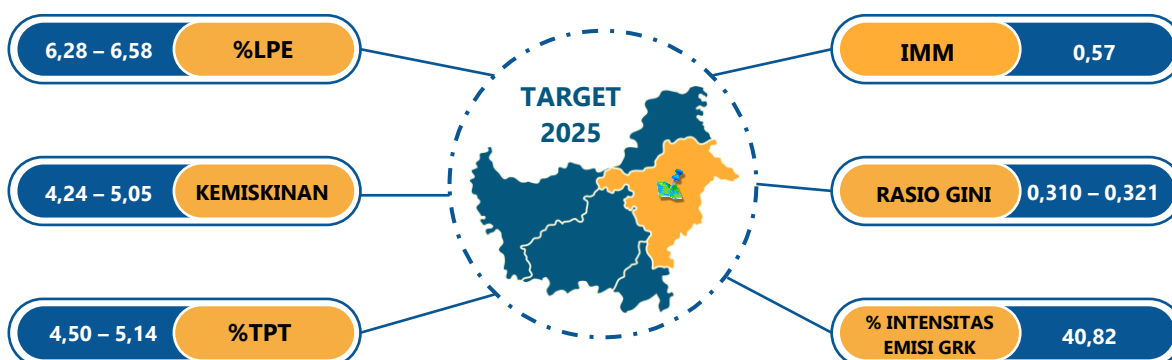 6,28 – 6,58 %LPE
TARGET
2025
IMM 0,57
4,24 – 5,05 KEMISKINAN
RASIO GINI 0,310 – 0,321
4,50 – 5,14 %TPT
% INTENSITAS
EMISI GRK
40,82